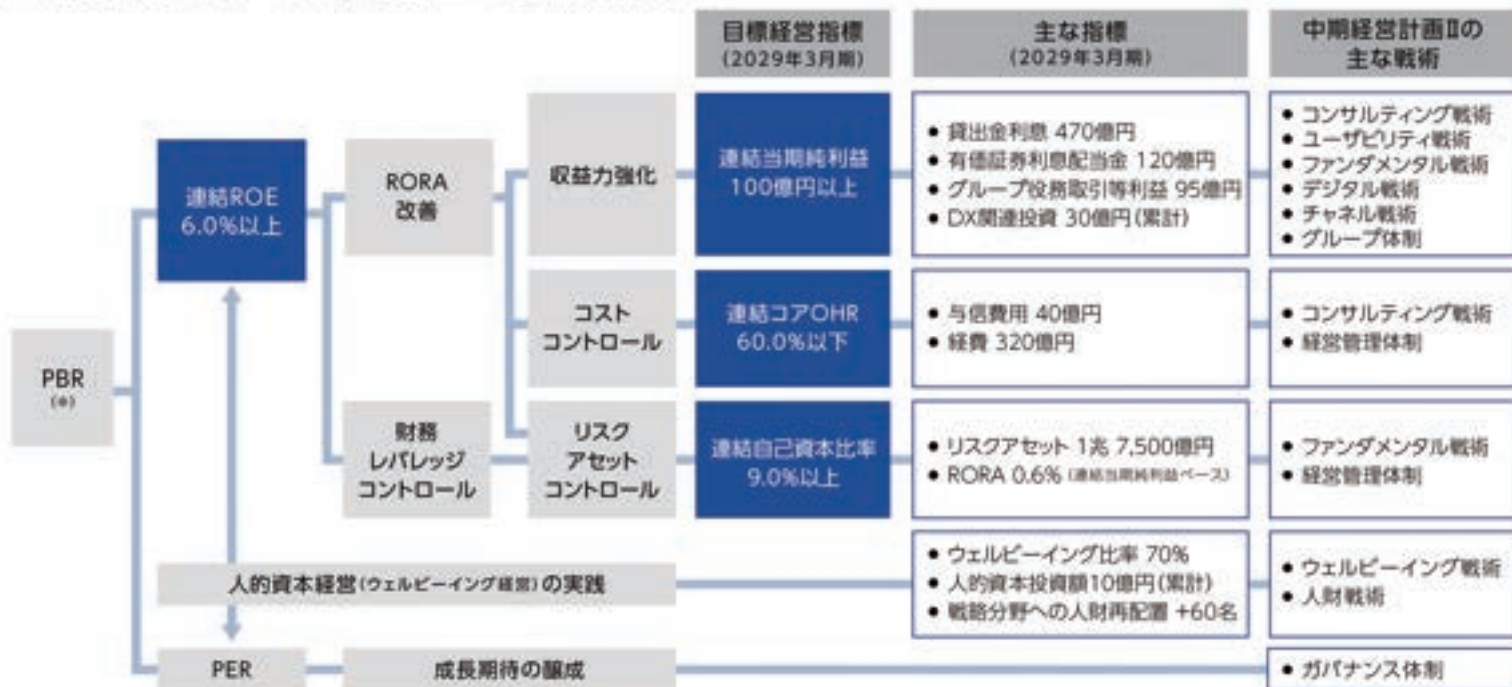 目標経営指標
(2029年3月期)
主な指標
(2029年3月期)
中期経営計画Ⅱの
主な戦術
連結ROE
6.0%以上
RORA
改善
収益力強化
連結当期純利益
100億円以上
● 貸出金利息 470億円
● 有価証券利息配当金 120億円
● グループ役務取引等利益 95億円
● DX関連投資 30億円(累計)
● コンサルティング戦術
● ユーザビリティ戦術
● ファンダメンタル戦術
● デジタル戦術
● チャネル戦術
● グループ体制
コスト
コントロール
連結コアOHR
60.0%以下
● 与信費用 40億円
● 経費 320億円
● コンサルティング戦術
● 経営管理体制
PBR
(※)
財務
レバレッジ
コントロール
リスク
アセット
コントロール
連結自己資本比率
9.0%以上
● リスクアセット 1兆 7,500億円
● RORA 0.6% (連結当期純利益ベース)
● ファンダメンタル戦術
● 経営管理体制
人的資本経営(ウェルビーイング経営)の実践
● ウェルビーイング比率 70%
● 人的資本投資額10億円(累計)
● 戦略分野への人財再配置 +60名
● ウェルビーイング戦術
● 人財戦術
PER
成長期待の醸成
● ガバナンス体制